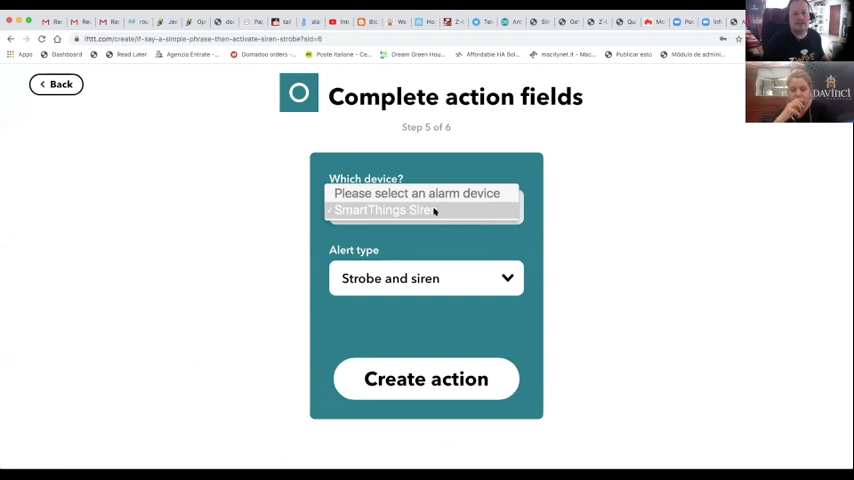 ifttt.com/create/if-say-a-simple-phrase-then-activate-siren-strobe?sid=6
Apps Dashboard Read Later Agenzia Entrate - Domadoo orders - Poste Italiane - Ce... Dream Green Hou... Affordable HA Sol... macitynet.it - Mac... Publicar esto Módulo de admini...
Back
Complete action fields
Step 5 of 6
Which device?
Please select an alarm device
✓ SmartThings Siren
Alert type
Strobe and siren
Create action
DAVINCI